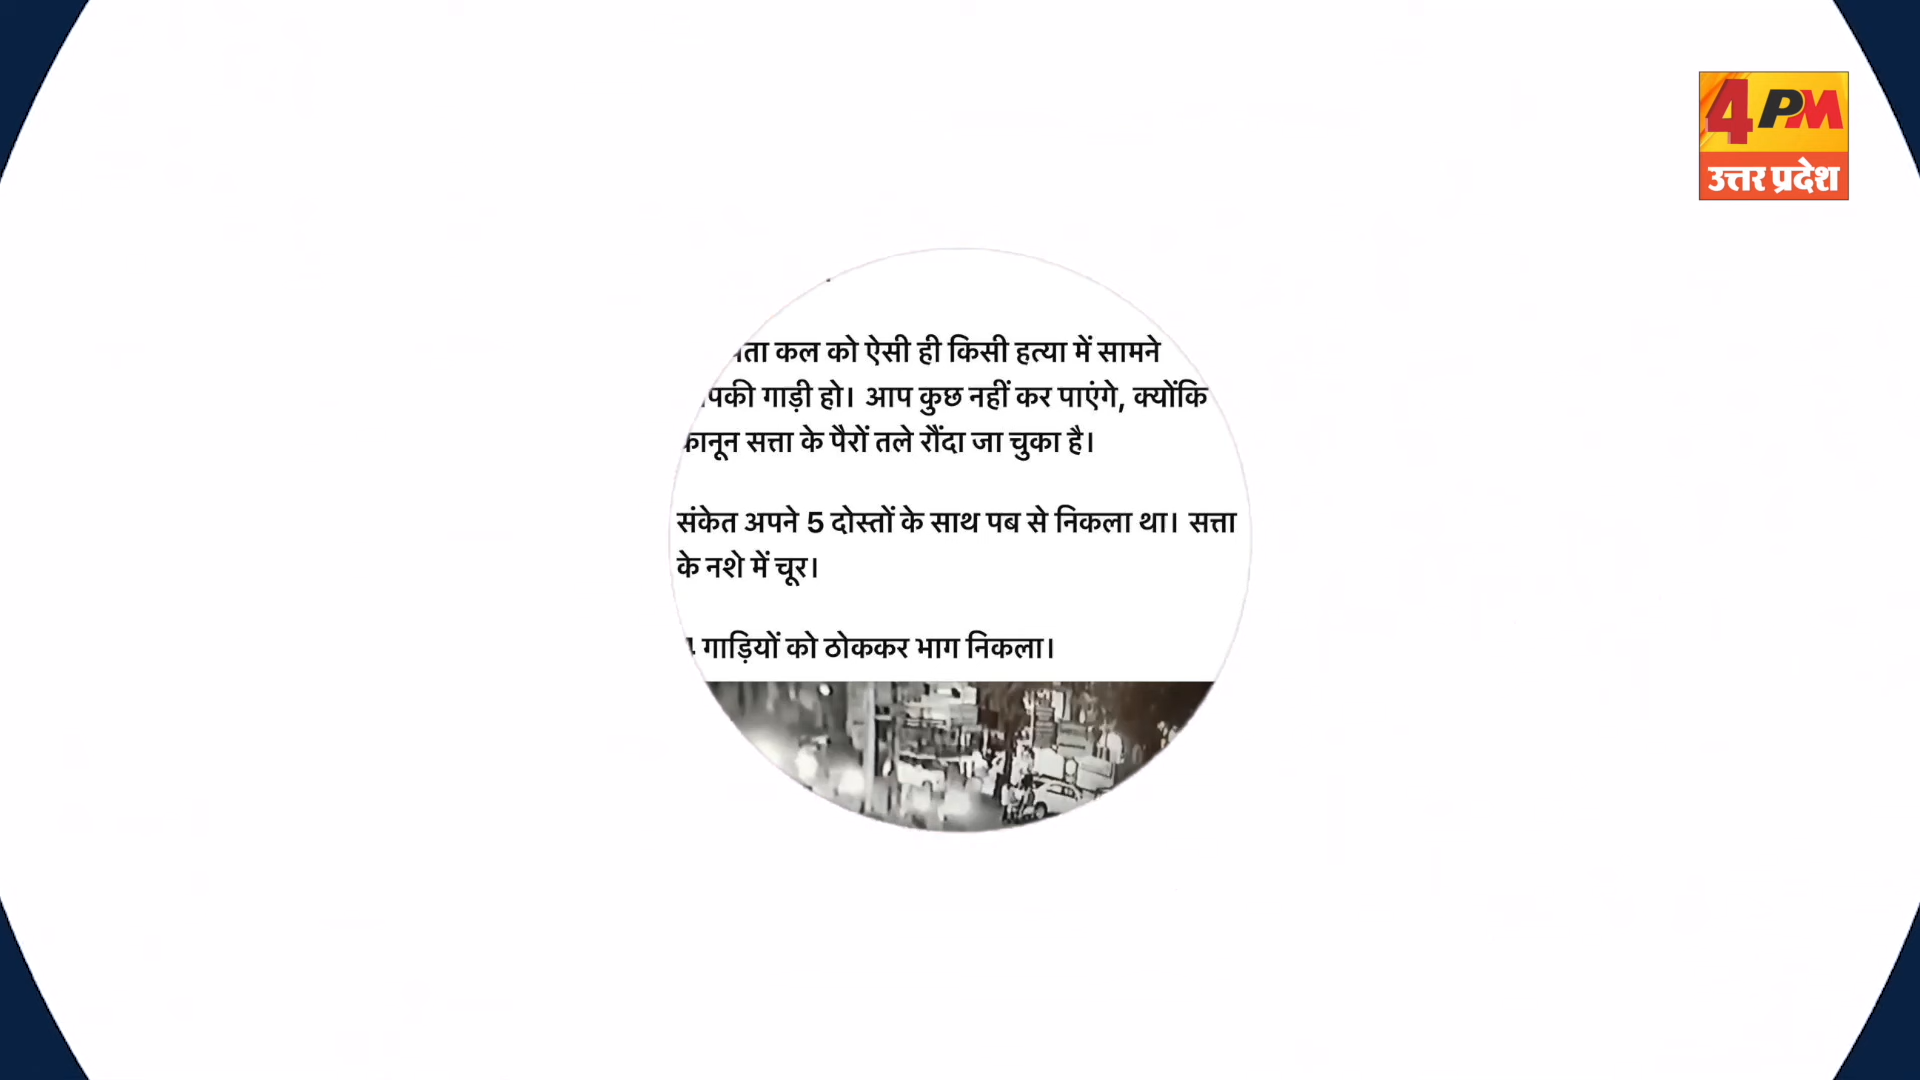 4PM
उत्तर प्रदेश
कल को ऐसी ही किसी हत्या में सामने
गाड़ी हो। आप कुछ नहीं कर पाएंगे, क्योंकि
कानून सत्ता के पैरों तले रौंदा जा चुका है।
संकेत अपने 5 दोस्तों के साथ पब से निकला था। सत्ता
के नशे में चूर।
गाड़ियों को ठोककर भाग निकला।